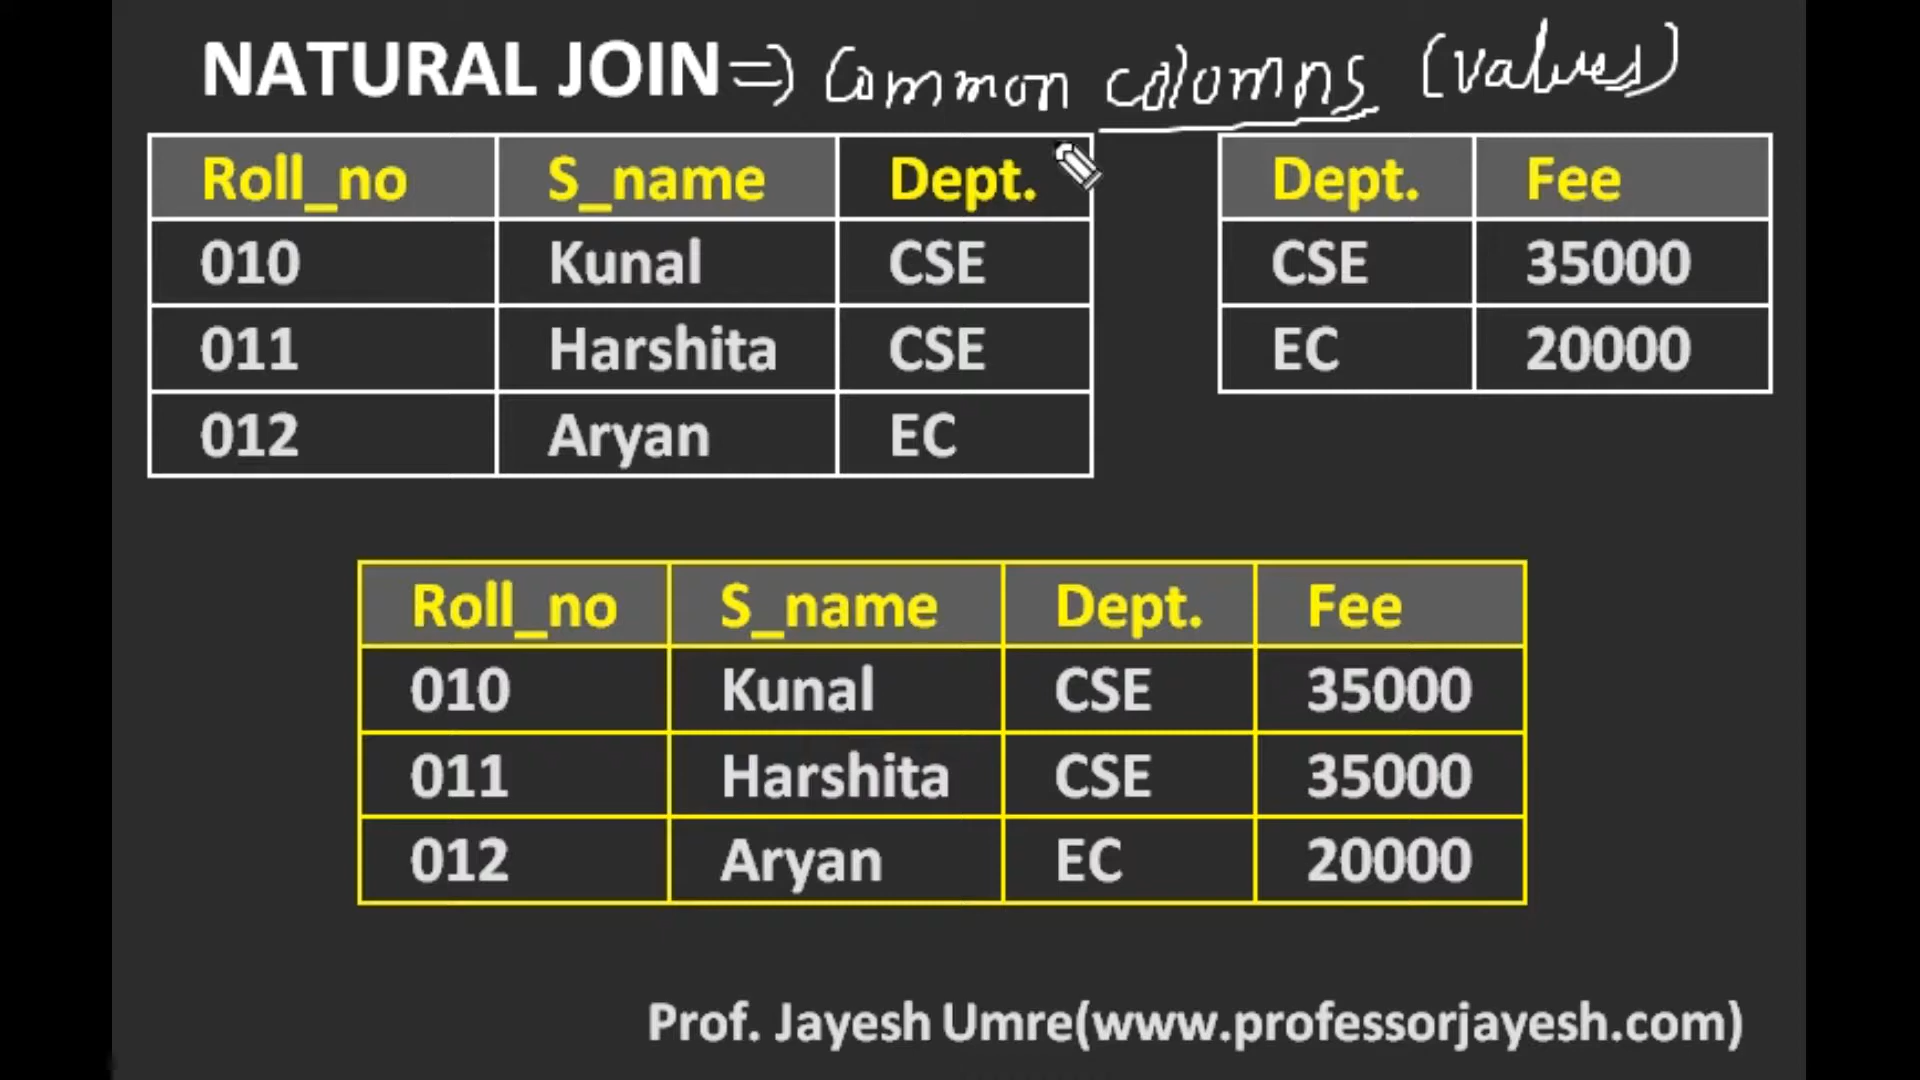 NATURAL JOIN => Common colomns (values)
Roll_no S_name Dept. Dept. Fee
010 Kunal CSE CSE 35000
011 Harshita CSE EC 20000
012 Aryan EC
Roll_no S_name Dept. Fee
010 Kunal CSE 35000
011 Harshita CSE 35000
012 Aryan EC 20000
Prof. Jayesh Umre(www.professorjayesh.com)